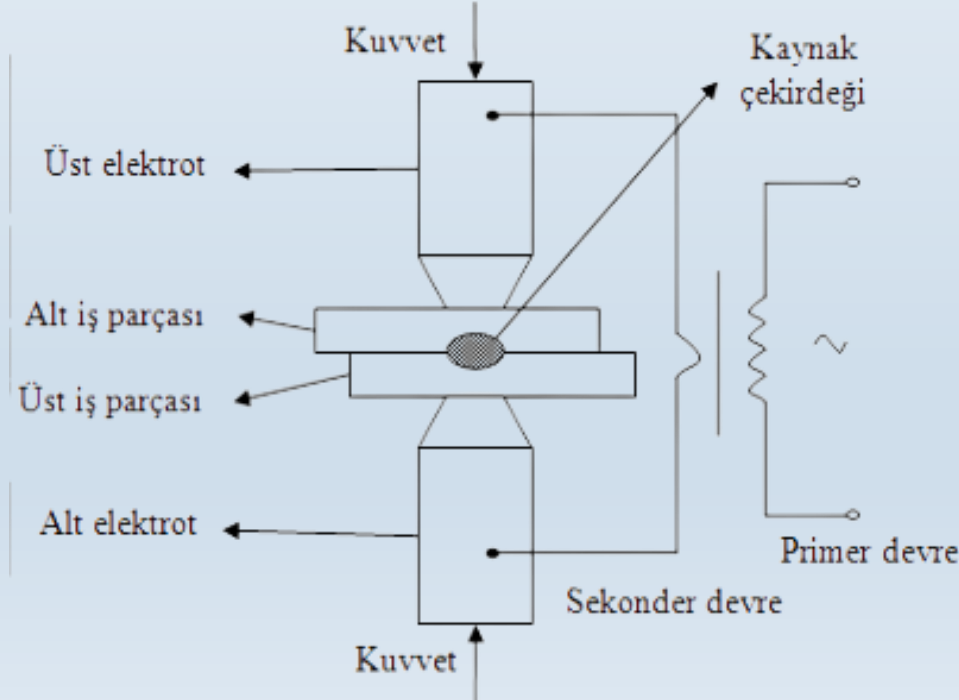 Kuvvet
Kaynak
çekirdeği
Üst elektrot
Alt iş parçası
Üst iş parçası
Alt elektrot
Primer devre
Sekonder devre
Kuvvet